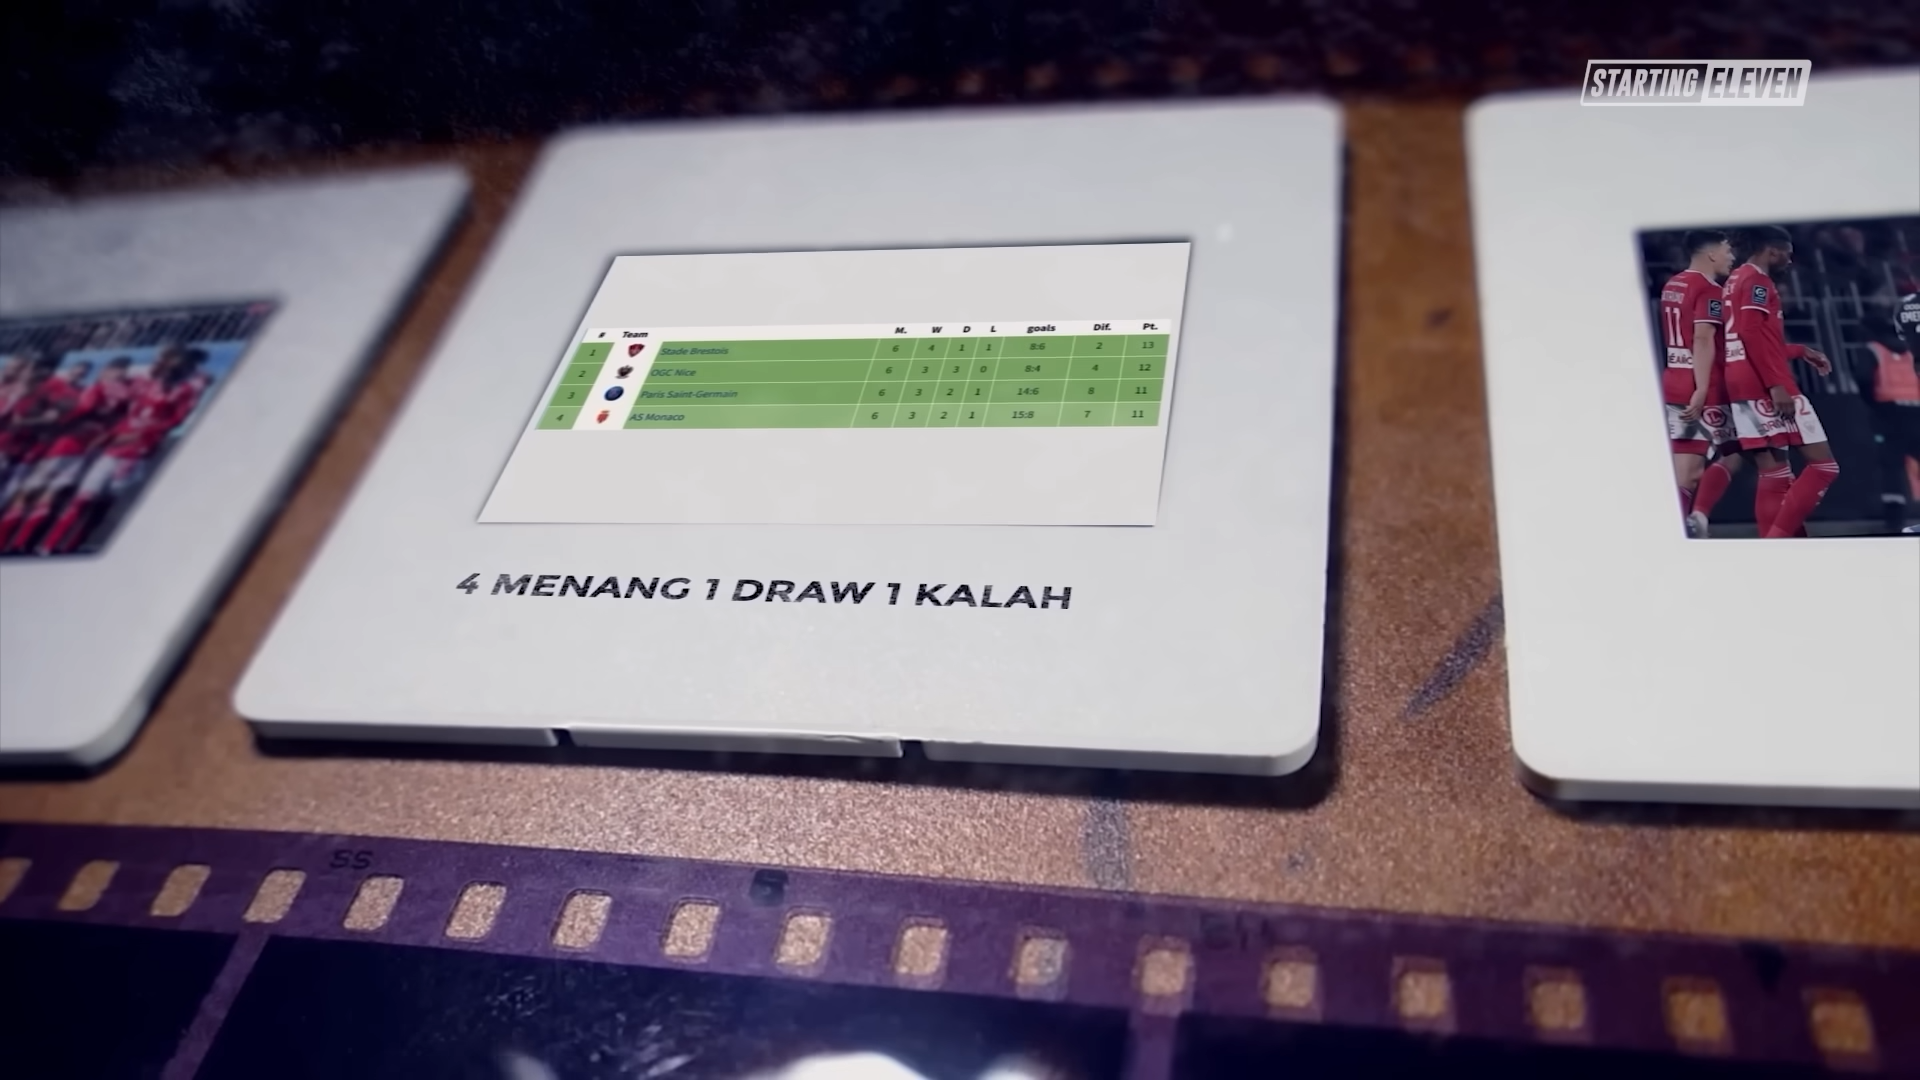 STARTING ELEVEN
# Team M. W D L goals Dif. Pt.
1 Stade Brestois 6 4 1 1 8:6 2 13
2 OGC Nice 6 3 3 0 8:4 4 12
3 Paris Saint-Germain 6 3 2 1 14:6 8 11
4 AS Monaco 6 3 2 1 15:8 7 11
4 MENANG 1 DRAW 1 KALAH
11
2
SS